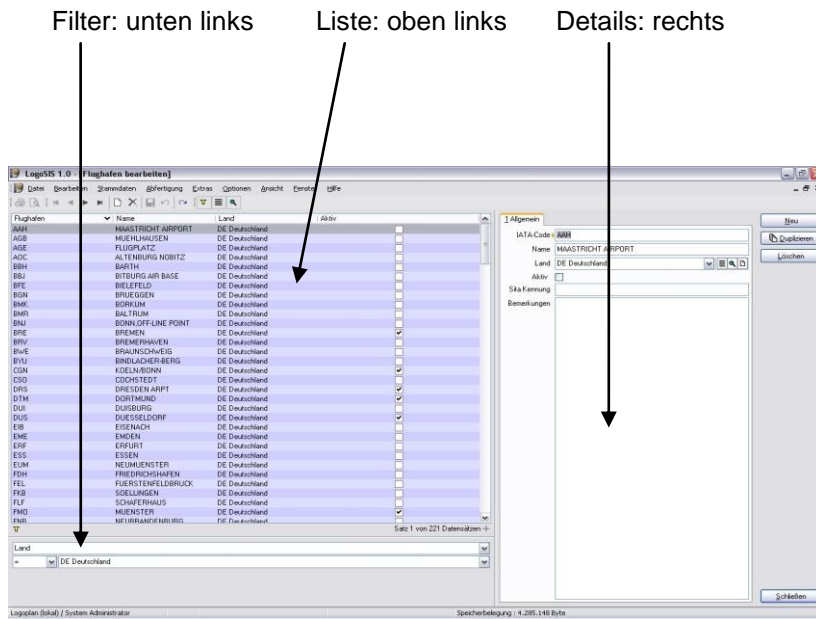 Filter: unten links Liste: oben links Details: rechts
LogoSIS 1.0 - [Flughafen bearbeiten]
Datei Bearbeiten Stammdaten Abfertigung Extras Optionen Ansicht Fenster Hilfe
Flughafen Name Land Aktiv
AAH MAASTRICHT AIRPORT DE Deutschland
AGB MUEHLHAUSEN DE Deutschland
AGE FLUGPLATZ DE Deutschland
AOC ALTENBURG NOBITZ DE Deutschland
BBH BARTH DE Deutschland
BBJ BITBURG AIR BASE DE Deutschland
BFE BIELEFELD DE Deutschland
BGN BRUEGGEN DE Deutschland
BMK BORKUM DE Deutschland
BMR BALTRUM DE Deutschland
BNJ BONN,OFF-LINE POINT DE Deutschland
BRE BREMEN DE Deutschland
BRV BREMERHAVEN DE Deutschland
BWE BRAUNSCHWEIG DE Deutschland
BYU BINDLACHER-BERG DE Deutschland
CGN KOELN/BONN DE Deutschland
CSO COCHSTEDT DE Deutschland
DRS DRESDEN ARPT DE Deutschland
DTM DORTMUND DE Deutschland
DUI DUISBURG DE Deutschland
DUS DUESSELDORF DE Deutschland
EIB EISENACH DE Deutschland
EME EMDEN DE Deutschland
ERF ERFURT DE Deutschland
ESS ESSEN DE Deutschland
EUM NEUMUENSTER DE Deutschland
FDH FRIEDRICHSHAFEN DE Deutschland
FEL FUERSTENFELDBRUCK DE Deutschland
FKB SOELLINGEN DE Deutschland
FLF SCHAFERHAUS DE Deutschland
FMO MUENSTER DE Deutschland
FNB NEUBRANDENBURG DE Deutschland
Satz 1 von 221 Datensätzen
Land
= DE Deutschland
1 Allgemein
IATA-Code AAH
Name MAASTRICHT AIRPORT
Land DE Deutschland
Aktiv
Sita Kennung
Bemerkungen
Neu
Duplizieren
Löschen
Schließen
Logoplan (lokal) / System Administrator Speicherbelegung : 4.285.148 Byte